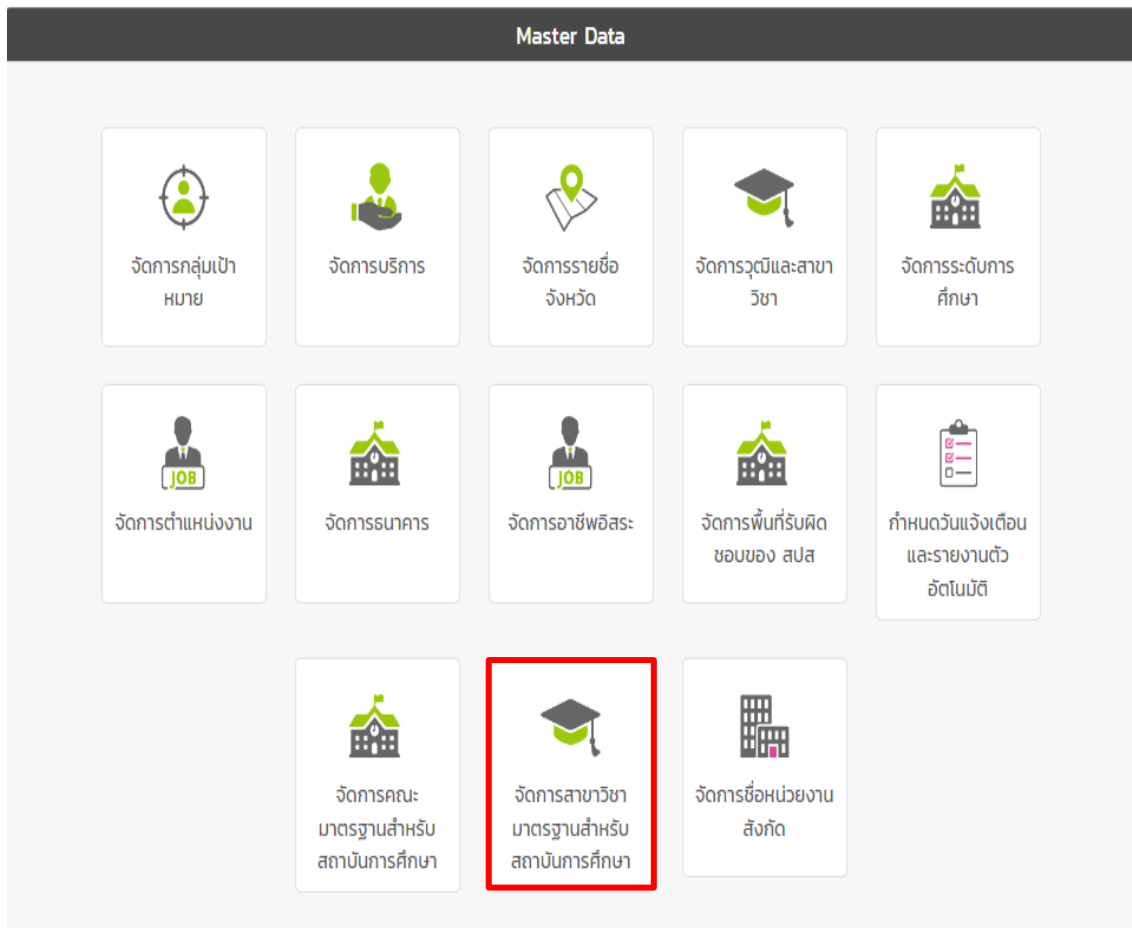 Master Data
จัดการกลุ่มเป้า
หมาย
จัดการบริการ
จัดการรายชื่อ
จังหวัด
จัดการวุฒิและสาขา
วิชา
จัดการระดับการ
ศึกษา
JOB
จัดการตำแหน่งงาน
จัดการธนาคาร
JOB
จัดการอาชีพอิสระ
จัดการพื้นที่รับผิด
ชอบของ สปส
กำหนดวันแจ้งเตือน
และรายงานตัว
อัตโนมัติ
จัดการคณะ
มาตรฐานสำหรับ
สถาบันการศึกษา
จัดการสาขาวิชา
มาตรฐานสำหรับ
สถาบันการศึกษา
จัดการชื่อหน่วยงาน
สังกัด